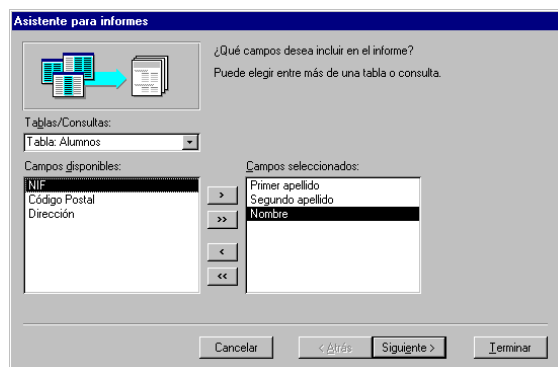 Asistente para informes
¿Qué campos desea incluir en el informe?
Puede elegir entre más de una tabla o consulta.
Tablas/Consultas:
Tabla: Alumnos
Campos disponibles:
NIF
Código Postal
Dirección
>
>>
<
<<
Campos seleccionados:
Primer apellido
Segundo apellido
Nombre
Cancelar
< Atrás
Siguiente >
Terminar